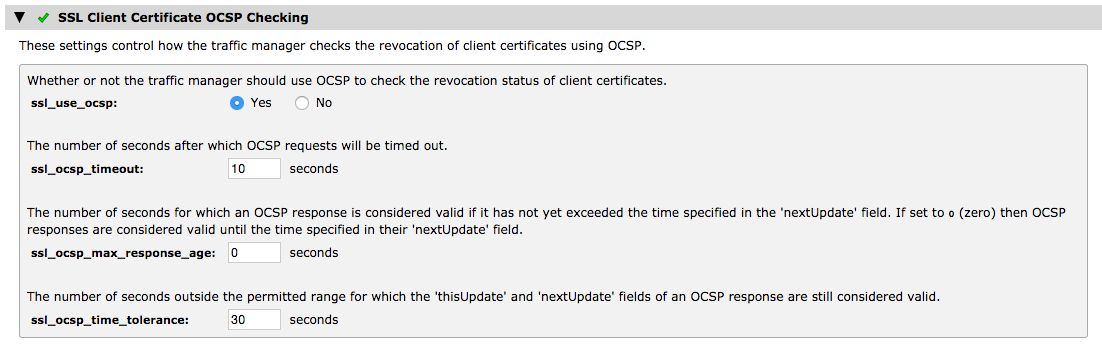 SSL Client Certificate OCSP Checking
These settings control how the traffic manager checks the revocation of client certificates using OCSP.
Whether or not the traffic manager should use OCSP to check the revocation status of client certificates.
ssl_use_ocsp: Yes No
The number of seconds after which OCSP requests will be timed out.
ssl_ocsp_timeout: 10 seconds
The number of seconds for which an OCSP response is considered valid if it has not yet exceeded the time specified in the 'nextUpdate' field. If set to 0 (zero) then OCSP
responses are considered valid until the time specified in their 'nextUpdate' field.
ssl_ocsp_max_response_age: 0 seconds
The number of seconds outside the permitted range for which the 'thisUpdate' and 'nextUpdate' fields of an OCSP response are still considered valid.
ssl_ocsp_time_tolerance: 30 seconds